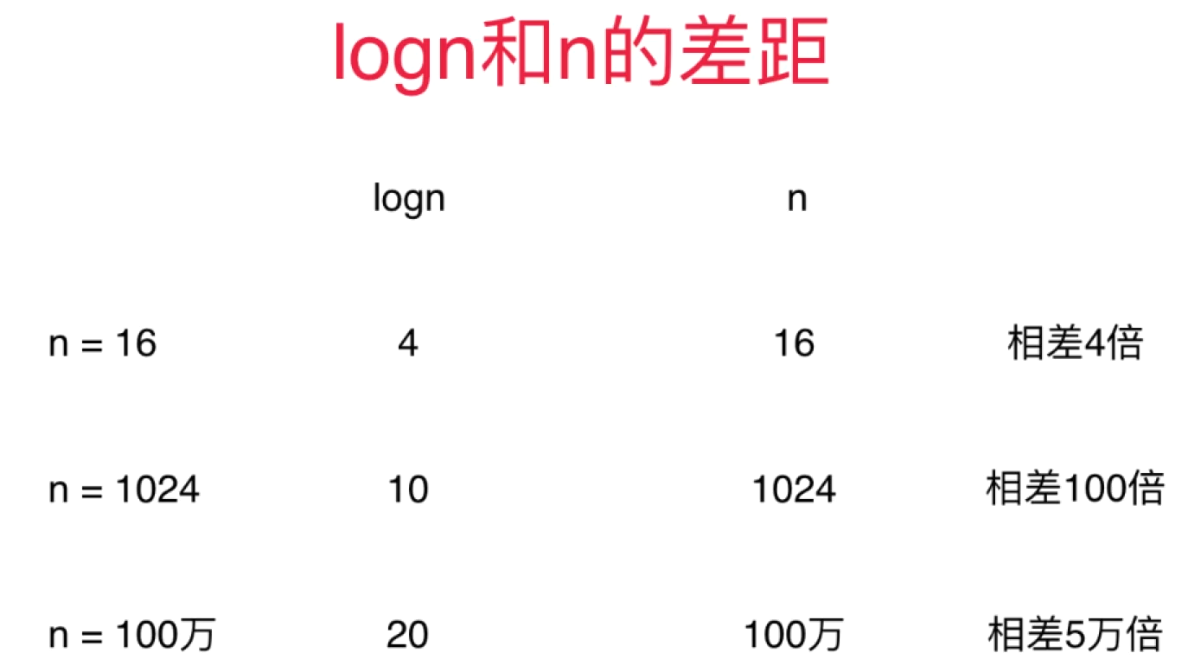 logn和n的差距
logn n
n = 16 4 16 相差4倍
n = 1024 10 1024 相差100倍
n = 100万 20 100万 相差5万倍